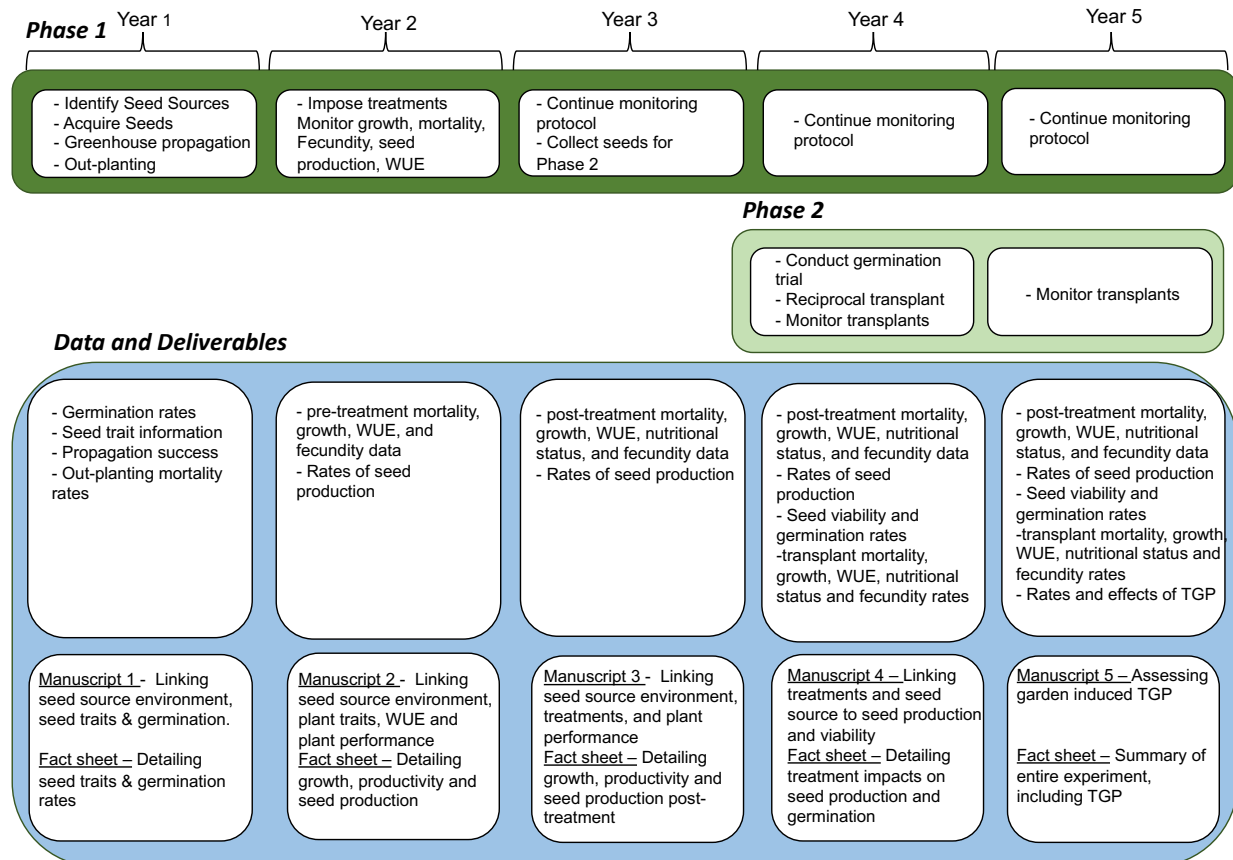 Phase 1
Year 1
Year 2
Year 3
Year 4
Year 5
- Identify Seed Sources
- Acquire Seeds
- Greenhouse propagation
- Out-planting
- Impose treatments
Monitor growth, mortality,
Fecundity, seed
production, WUE
- Continue monitoring
protocol
- Collect seeds for
Phase 2
- Continue monitoring
protocol
- Continue monitoring
protocol
Phase 2
- Conduct germination
trial
- Reciprocal transplant
- Monitor transplants
- Monitor transplants
Data and Deliverables
- Germination rates
- Seed trait information
- Propagation success
- Out-planting mortality
rates
- pre-treatment mortality,
growth, WUE, and
fecundity data
- Rates of seed
production
- post-treatment mortality,
growth, WUE, nutritional
status, and fecundity data
- Rates of seed production
- post-treatment mortality,
growth, WUE, nutritional
status, and fecundity data
- Rates of seed
production
- Seed viability and
germination rates
-transplant mortality,
growth, WUE, nutritional
status and fecundity rates
- post-treatment mortality,
growth, WUE, nutritional
status, and fecundity data
- Rates of seed production
- Seed viability and
germination rates
-transplant mortality, growth,
WUE, nutritional status and
fecundity rates
- Rates and effects of TGP
Manuscript 1 -  Linking
seed source environment,
seed traits & germination.
Fact sheet – Detailing
seed traits & germination
rates
Manuscript 2 -  Linking
seed source environment,
plant traits, WUE and
plant performance
Fact sheet – Detailing
growth, productivity and
seed production
Manuscript 3 -  Linking
seed source environment,
treatments, and plant
performance
Fact sheet – Detailing
growth, productivity and
seed production post-
treatment
Manuscript 4 – Linking
treatments and seed
source to seed production
and viability
Fact sheet – Detailing
treatment impacts on
seed production and
germination
Manuscript 5 – Assessing
garden induced TGP
Fact sheet – Summary of
entire experiment,
including TGP